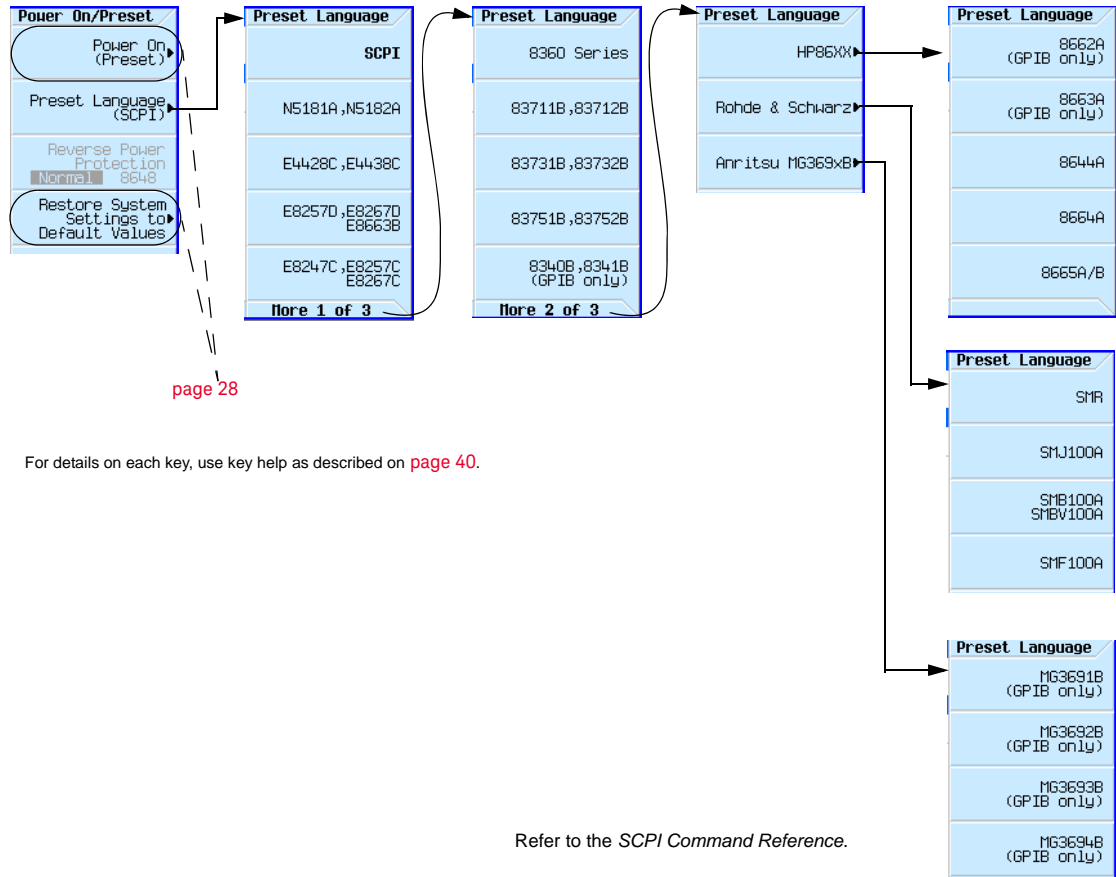 Power On/Preset
Power On
(Preset)
Preset Language
(SCPI)
Reverse Power
Protection
Normal 8648
Restore System
Settings to
Default Values
Preset Language
SCPI
N5181A,N5182A
E4428C,E4438C
E8257D,E8267D
E8663B
E8247C,E8257C
E8267C
More 1 of 3
Preset Language
8360 Series
83711B,83712B
83731B,83732B
83751B,83752B
8340B,8341B
(GPIB only)
More 2 of 3
Preset Language
HP86XX
Rohde & Schwarz
Anritsu MG369xB
Preset Language
8662A
(GPIB only)
8663A
(GPIB only)
8644A
8664A
8665A/B
page 28
For details on each key, use key help as described on page 40.
Preset Language
SMR
SMJ100A
SMB100A
SMBV100A
SMF100A
Preset Language
MG3691B
(GPIB only)
MG3692B
(GPIB only)
MG3693B
(GPIB only)
MG3694B
(GPIB only)
Refer to the SCPI Command Reference.